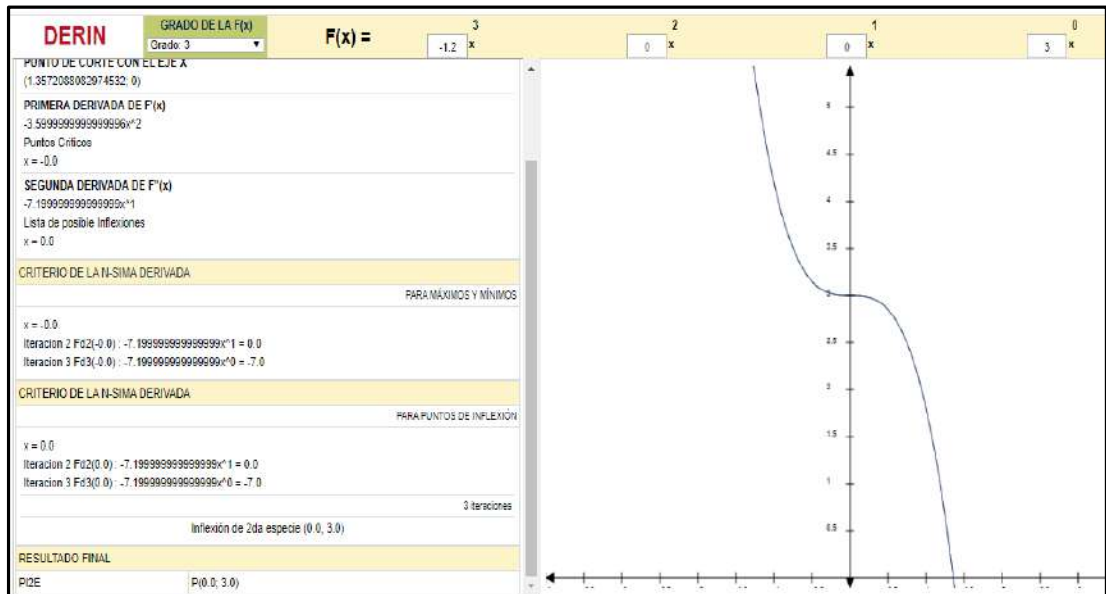 DERIN
GRADO DE LA F(x)
Grado: 3
F(x) =
3
-1.2 x
2
0 x
1
0 x
0
3 x
PUNTO DE CORTE CON EL EJE X
(1.3572088082974532; 0)
PRIMERA DERIVADA DE F'(x)
-3.5999999999999996x^2
Puntos Criticos
x = -0.0
SEGUNDA DERIVADA DE F''(x)
-7.199999999999999x^1
Lista de posible Inflexiones
x = 0.0
CRITERIO DE LA N-SIMA DERIVADA
PARA MÁXIMOS Y MÍNIMOS
x = -0.0
Iteracion 2 Fd2(-0.0) : -7.199999999999999x^1 = 0.0
Iteracion 3 Fd3(-0.0) : -7.199999999999999x^0 = -7.0
CRITERIO DE LA N-SIMA DERIVADA
PARA PUNTOS DE INFLEXIÓN
x = 0.0
Iteracion 2 Fd2(0.0) : -7.199999999999999x^1 = 0.0
Iteracion 3 Fd3(0.0) : -7.199999999999999x^0 = -7.0
3 iteraciones
Inflexión de 2da especie (0.0, 3.0)
RESULTADO FINAL
PI2E P(0.0; 3.0)
5
4.5
4
3.5
3
2.5
2
1.5
1
0.5